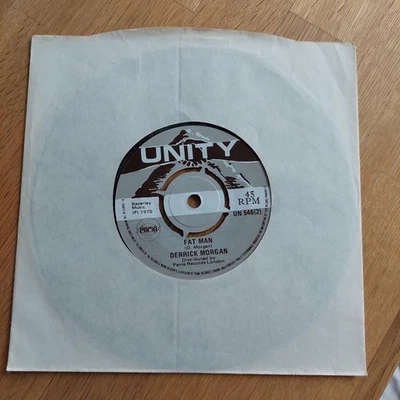 UNITY
45
RPM
Beverley
Music
(P) 1970
UN 546(2)
PAMA
FAT MAN
(D. Morgan)
DERRICK MORGAN
Distributed by
Pama Records London